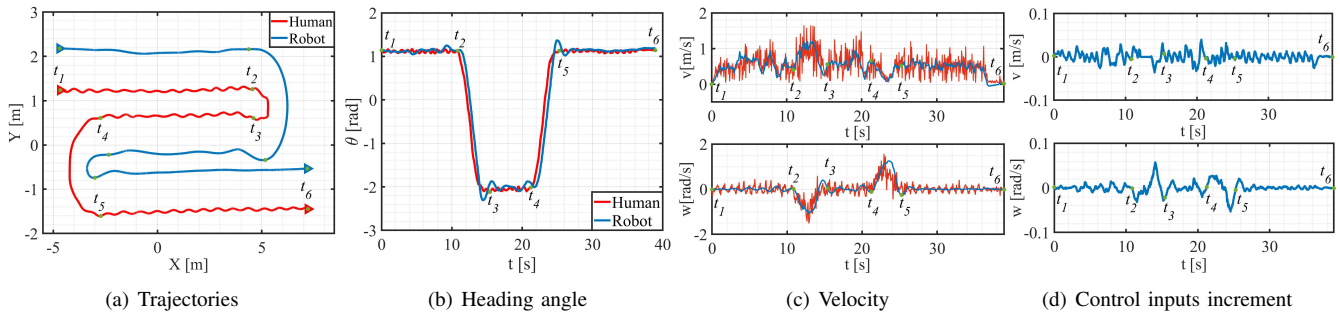 Human
Robot
3
2
1
0
-1
-2
Y [m]
t1
t2
t3
t4
t5
t6
-5
0
5
X [m]
(a) Trajectories
2
1
0
-1
-2
-3
θ [rad]
t1
t2
t3
t4
t5
t6
Human
Robot
0
10
20
30
40
t [s]
(b) Heading angle
2
1
0
v[m/s]
t1
t2
t3
t4
t5
t6
0
10
20
30
t [s]
2
0
-2
w[rad/s]
t1
t2
t3
t4
t5
t6
0
10
20
30
t [s]
(c) Velocity
0.1
0
-0.1
v [m/s]
t1
t2
t3
t4
t5
t6
0
10
20
30
t [s]
0.1
0
-0.1
w [rad/s]
t1
t2
t3
t4
t5
t6
0
10
20
30
t [s]
(d) Control inputs increment